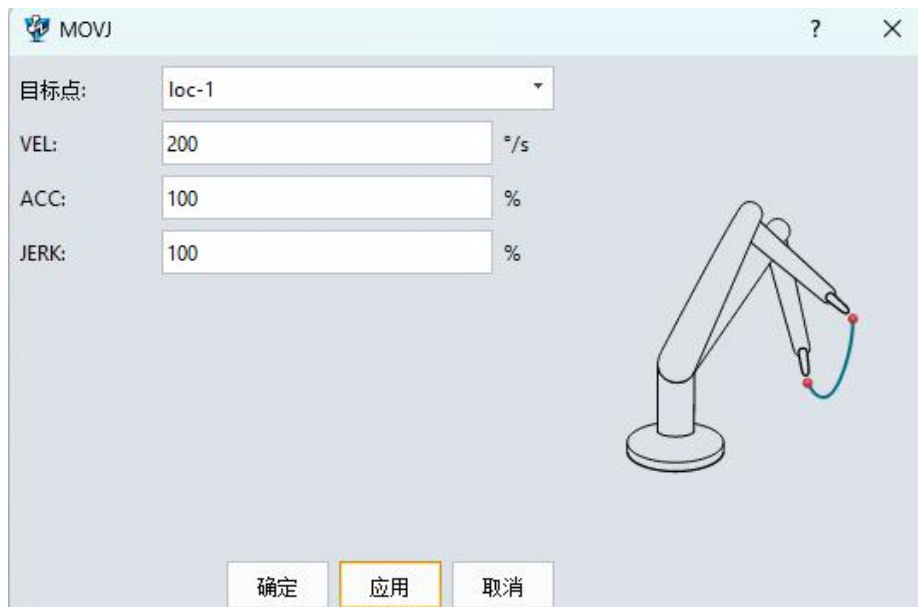 MOVJ ? ×
目标点: loc-1
VEL: 200 °/s
ACC: 100 %
JERK: 100 %
确定 应用 取消